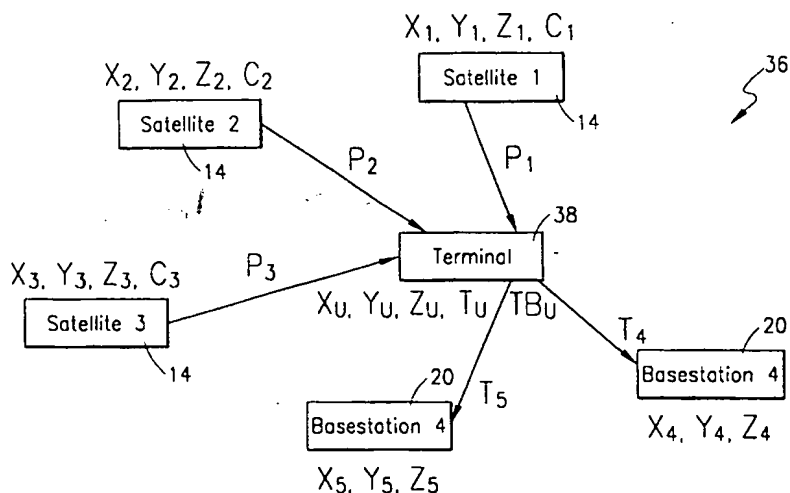 X1, Y1, Z1, C1
36
X2, Y2, Z2, C2
Satellite 1
Satellite 2
14
14
P1
P2
38
Terminal
X3, Y3, Z3, C3
P3
XU, YU, ZU, TU TBU
Satellite 3
T4
20
14
20
T5
Basestation 4
Basestation 4
X4, Y4, Z4
X5, Y5, Z5